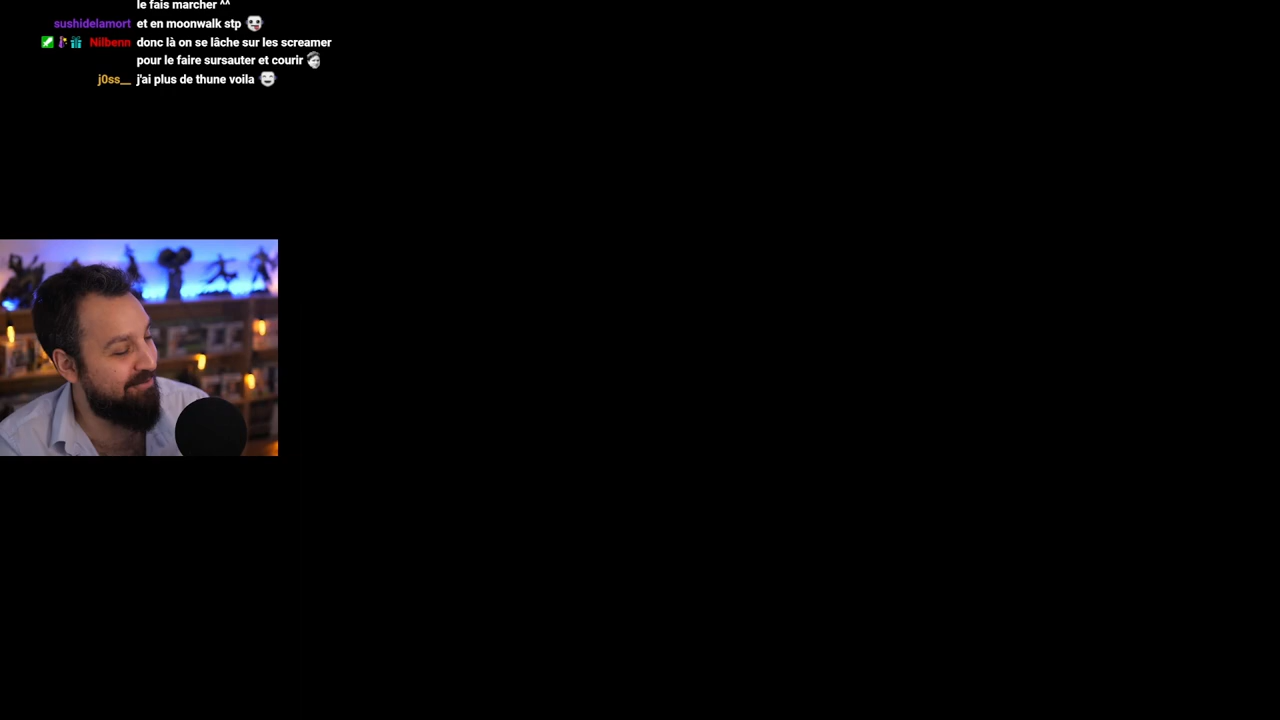 le fais marcher ^^
sushidelamort et en moonwalk stp
Nilbenn donc là on se lâche sur les screamer
pour le faire sursauter et courir
j0ss__ j'ai plus de thune voila